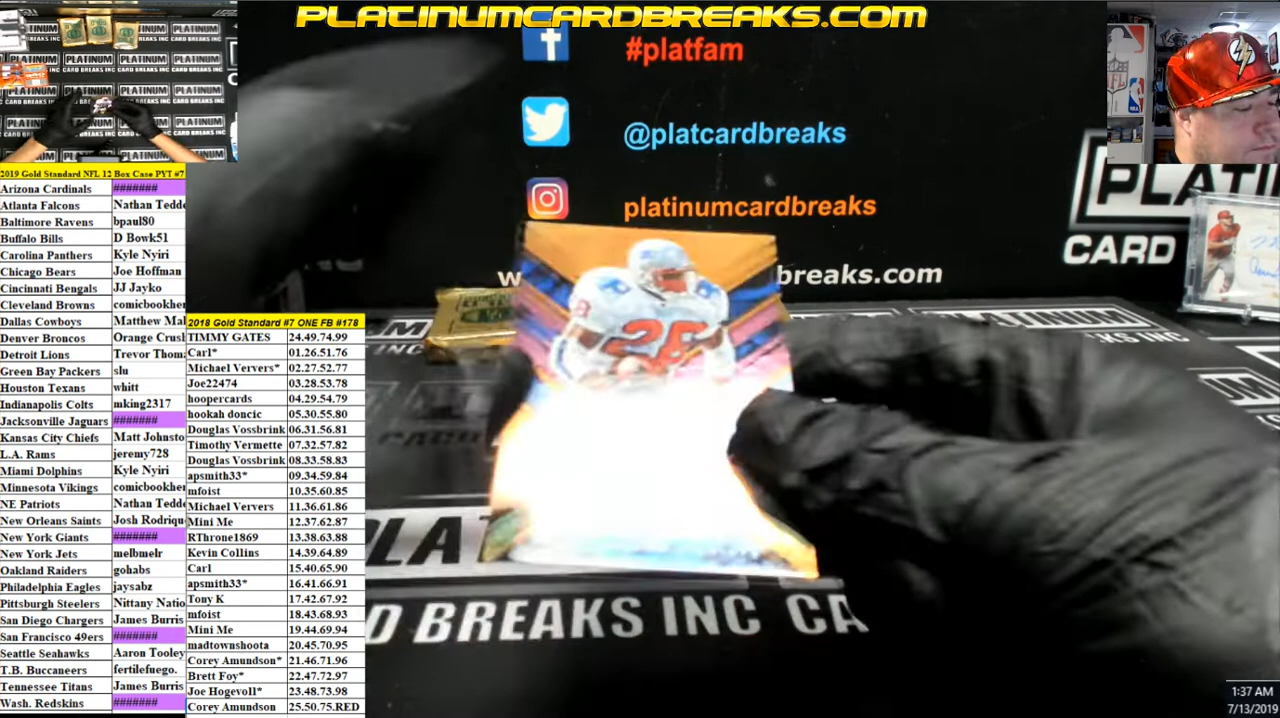 PLATINUMCARDBREAKS.COM
#platfam
@platcardbreaks
platinumcardbreaks
breaks.com
PLATI
CARD
2019 Gold Standard NFL 12 Box Case PYT #7
Arizona Cardinals #######
Atlanta Falcons Nathan Tedde
Baltimore Ravens bpaul80
Buffalo Bills D Bowk51
Carolina Panthers Kyle Nyiri
Chicago Bears Joe Hoffman
Cincinnati Bengals JJ Jayko
Cleveland Browns comicbookher
Dallas Cowboys Matthew Mal
Denver Broncos Orange Crus
Detroit Lions Trevor Thoma
Green Bay Packers slu
Houston Texans whitt
Indianapolis Colts mking2317
Jacksonville Jaguars #######
Kansas City Chiefs Matt Johnsto
L.A. Rams jeremy728
Miami Dolphins Kyle Nyiri
Minnesota Vikings comicbookher
NE Patriots Nathan Tedde
New Orleans Saints Josh Rodrique
New York Giants #######
New York Jets melbmelr
Oakland Raiders gohabs
Philadelphia Eagles jaysabz
Pittsburgh Steelers Nittany Natio
San Diego Chargers James Burris
San Francisco 49ers #######
Seattle Seahawks Aaron Tooley
T.B. Buccaneers fertilefuego.
Tennessee Titans James Burris
Wash. Redskins #######
2018 Gold Standard #7 ONE FB #178
TIMMY GATES 24.49.74.99
Carl* 01.26.51.76
Michael Ververs* 02.27.52.77
Joe22474 03.28.53.78
hoopercards 04.29.54.79
hookah doncic 05.30.55.80
Douglas Vossbrink 06.31.56.81
Timothy Vermette 07.32.57.82
Douglas Vossbrink 08.33.58.83
apsmith33* 09.34.59.84
mfoist 10.35.60.85
Michael Ververs 11.36.61.86
Mini Me 12.37.62.87
RThrone1869 13.38.63.88
Kevin Collins 14.39.64.89
Carl 15.40.65.90
apsmith33* 16.41.66.91
Tony K 17.42.67.92
mfoist 18.43.68.93
Mini Me 19.44.69.94
madtownshoota 20.45.70.95
Corey Amundson* 21.46.71.96
Brett Foy* 22.47.72.97
Joe Hogevoll* 23.48.73.98
Corey Amundson 25.50.75.RED
28
CARD BREAKS INC CA
1:37 AM
7/13/2019